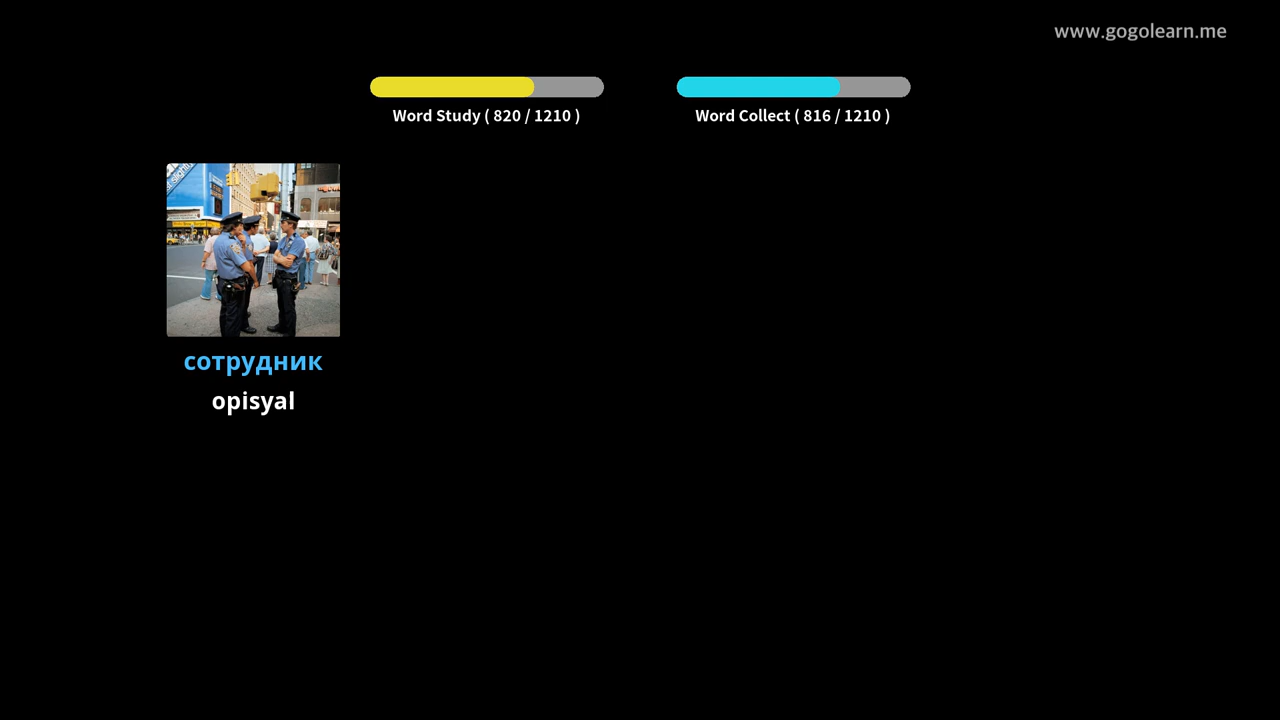 www.gogolearn.me
Word Study ( 820 / 1210 )
Word Collect ( 816 / 1210 )
сотрудник
opisyal